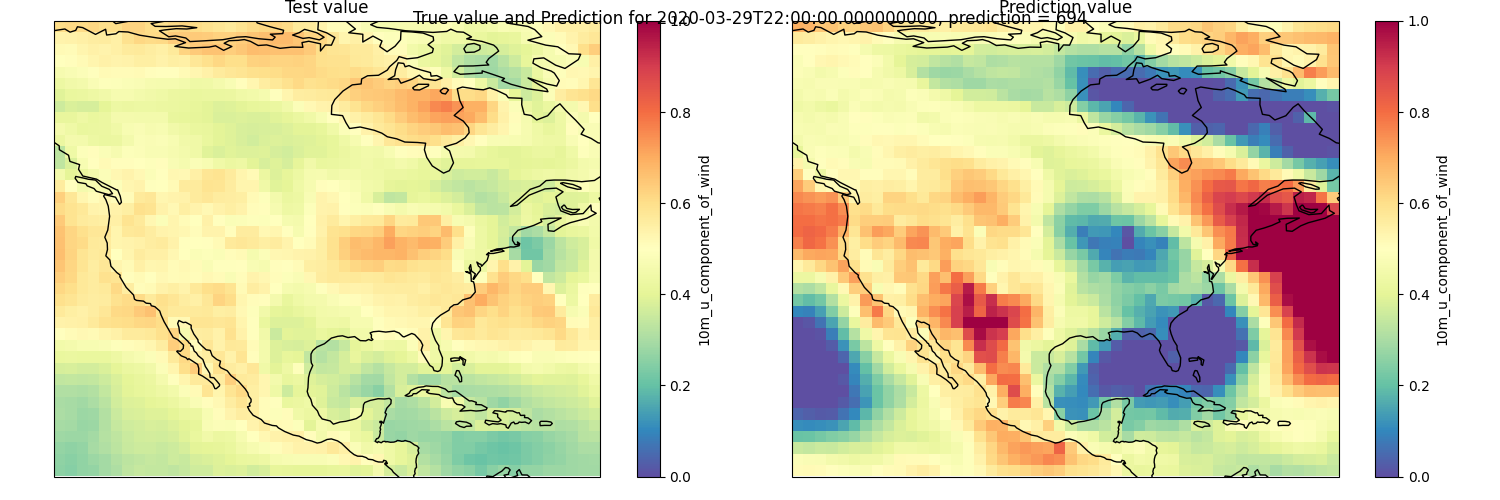 Test value
Prediction value
True value and Prediction for 2020-03-29T22:00:00.000000000, prediction = 694
1.0
0.8
0.6
0.4
0.2
0.0
10m_u_component_of_wind
1.0
0.8
0.6
0.4
0.2
0.0
10m_u_component_of_wind